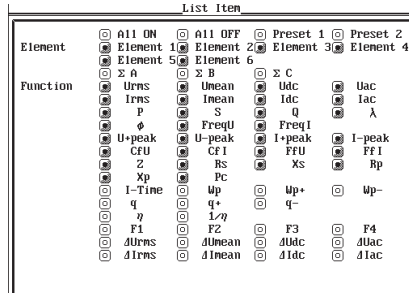 List Item
All ON All OFF Preset 1 Preset 2
Element Element 1 Element 2 Element 3 Element 4
Element 5 Element 6
Σ A Σ B Σ C
Function Urms Umean Udc Uac
Irms Imean Idc Iac
P S Q λ
ϕ FreqU FreqI
U+peak U-peak I+peak I-peak
CfU CfI FfU FfI
Z Rs Xs Rp
Xp Pc
I-Time Wp Wp+ Wp-
q q+ q-
η 1/η
F1 F2 F3 F4
ΔUrms ΔUmean ΔUdc ΔUac
ΔIrms ΔImean ΔIdc ΔIac